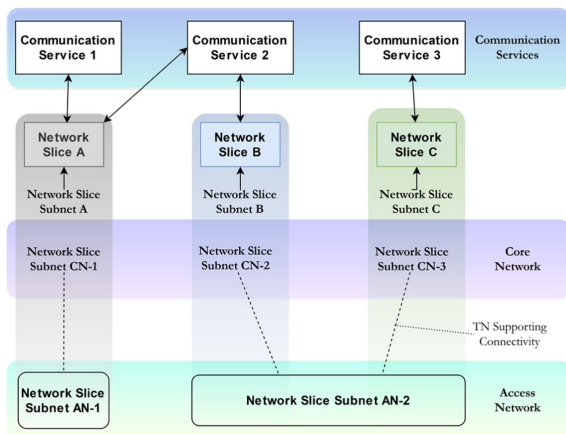 Communication
Service 1
Communication
Service 2
Communication
Service 3
Communication
Services
Network
Slice A
Network
Slice B
Network
Slice C
Network Slice
Subnet A
Network Slice
Subnet B
Network Slice
Subnet C
Network Slice
Subnet CN-1
Network Slice
Subnet CN-2
Network Slice
Subnet CN-3
Core
Network
TN Supporting
Connectivity
Network Slice
Subnet AN-1
Network Slice Subnet AN-2
Access
Network